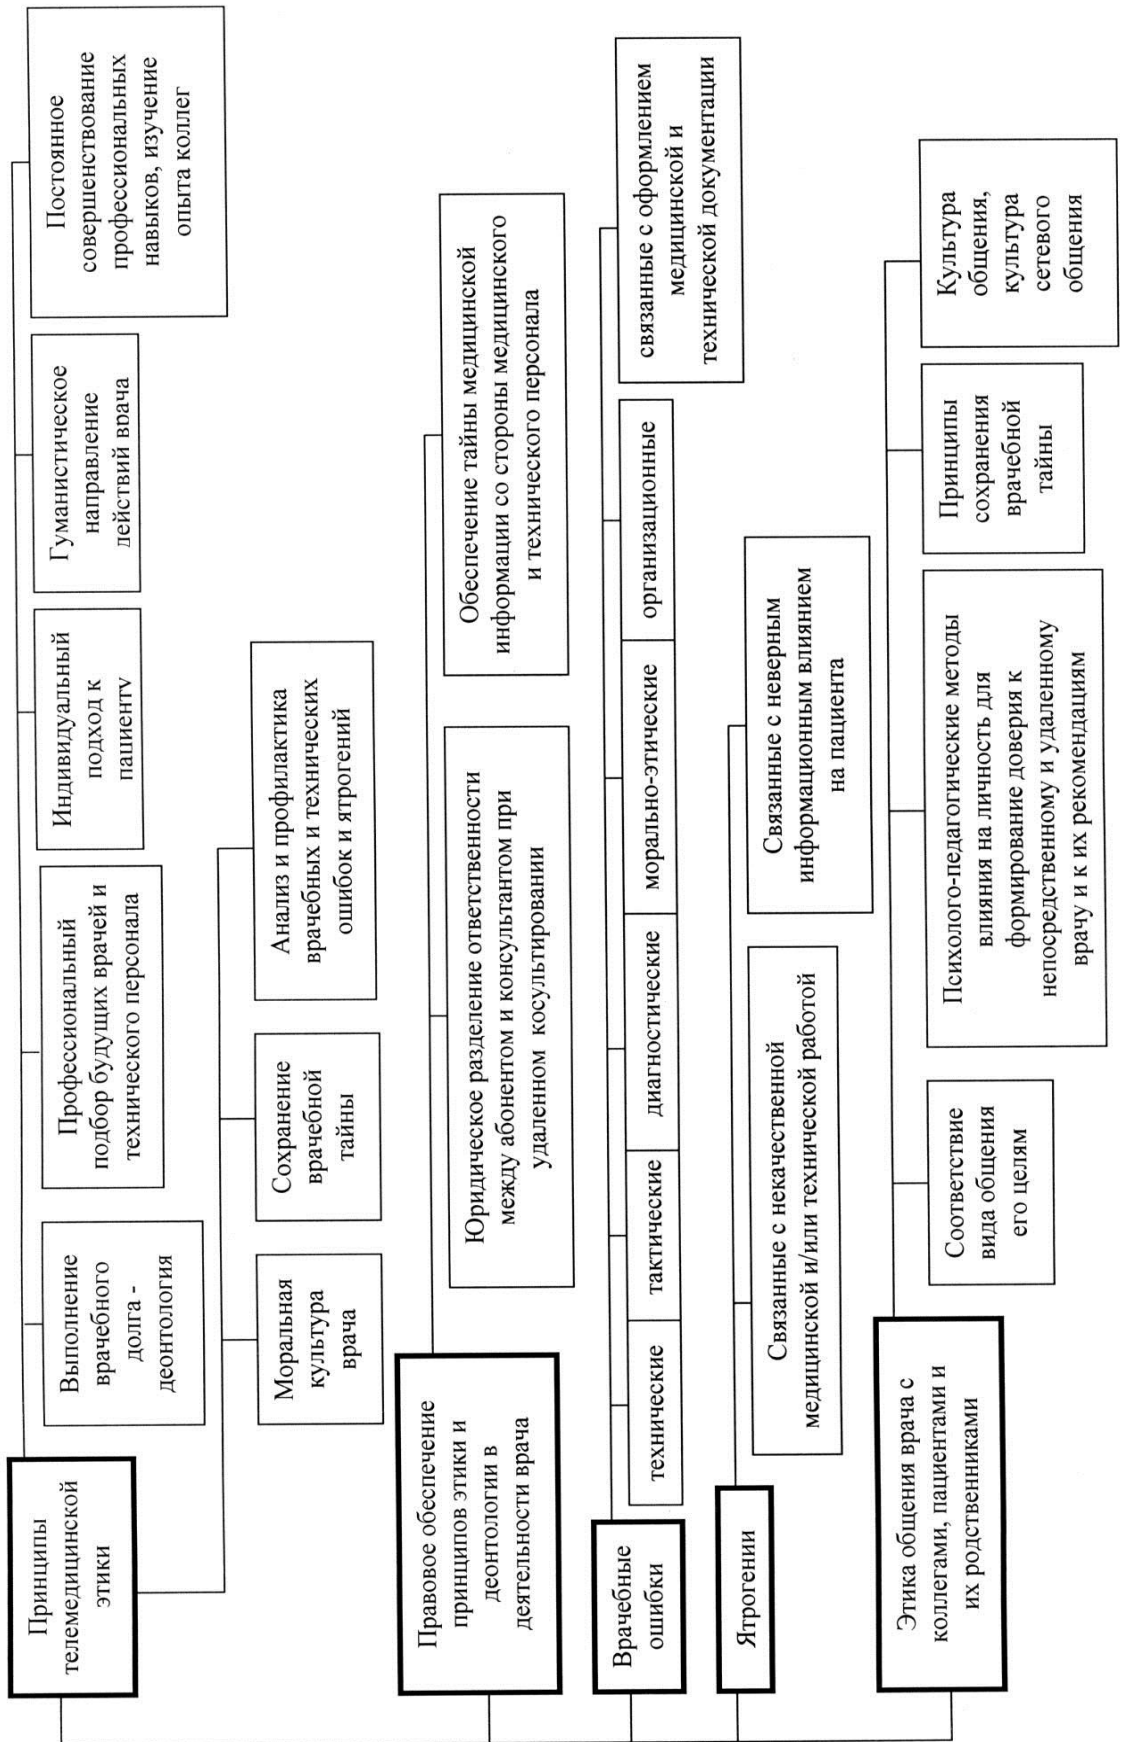 Принципы
телемедицинской
этики
Выполнение
врачебного
долга -
деонтология
Профессиональный
подбор будущих врачей и
технического персонала
Индивидуальный
подход к
пациенту
Гуманистическое
направление
действий врача
Постоянное
совершенствование
профессиональных
навыков, изучение
опыта коллег
Моральная
культура
врача
Сохранение
врачебной
тайны
Анализ и профилактика
врачебных и технических
ошибок и ятрогений
Правовое обеспечение
принципов этики и
деонтологии в
деятельности врача
Юридическое разделение ответственности
между абонентом и консультантом при
удаленном косультировании
Обеспечение тайны медицинской
информации со стороны медицинского
и технического персонала
Врачебные
ошибки
технические
тактические
диагностические
морально-этические
организационные
связанные с оформлением
медицинской и
технической документации
Ятрогении
Связанные с некачественной
медицинской и/или технической работой
Связанные с неверным
информационным влиянием
на пациента
Этика общения врача с
коллегами, пациентами и
их родственниками
Соответствие
вида общения
его целям
Психолого-педагогические методы
влияния на личность для
формирование доверия к
непосредственному и удаленному
врачу и к их рекомендациям
Принципы
сохранения
врачебной
тайны
Культура
общения,
культура
сетевого
общения